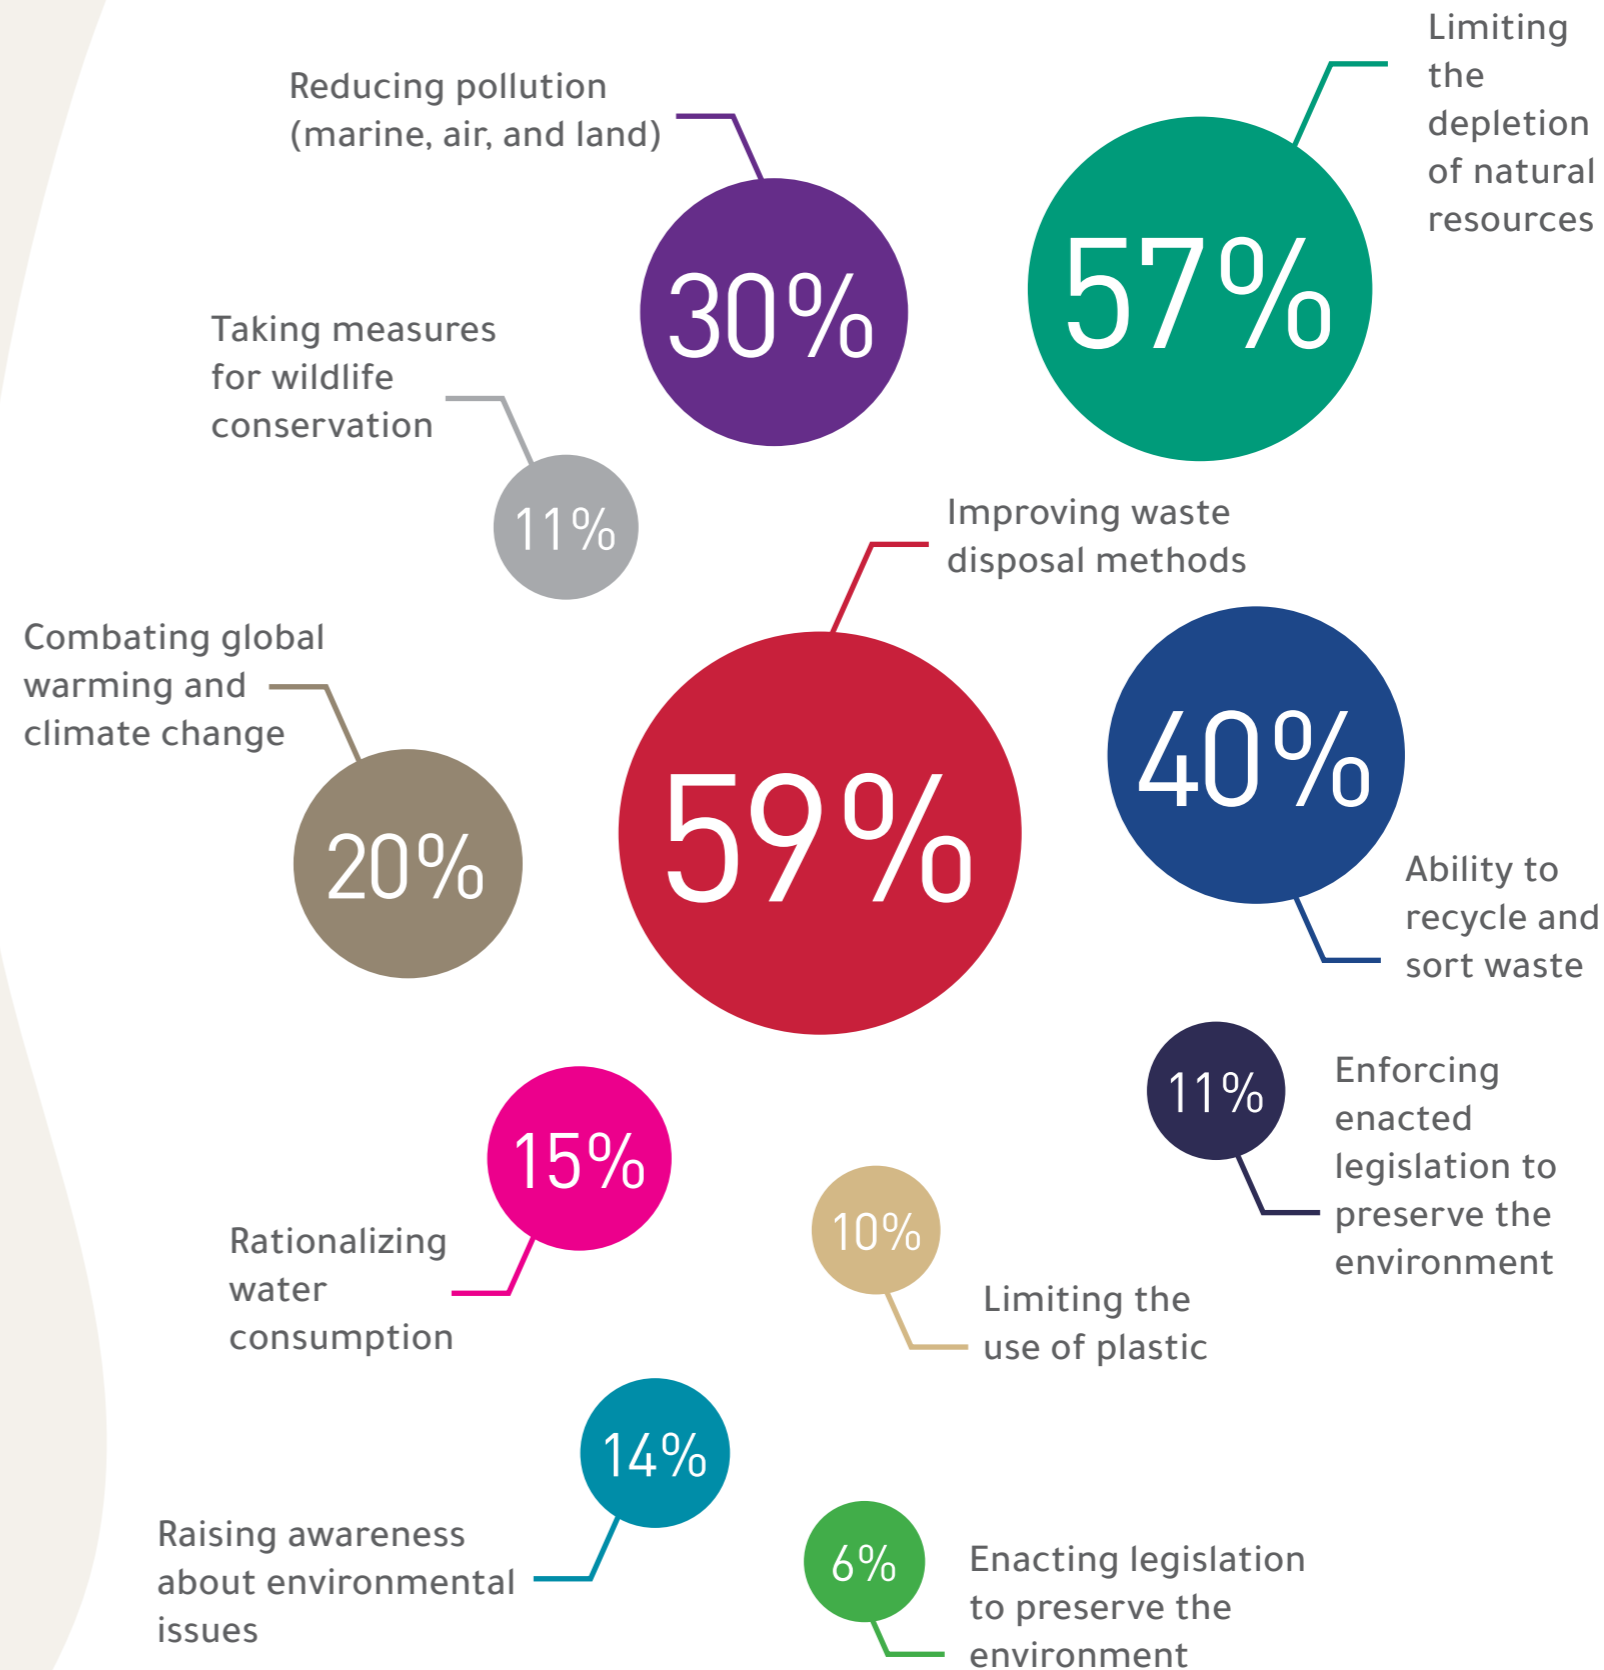 Limiting
the
depletion
of natural
resources
57%
Reducing pollution
(marine, air, and land)
30%
Taking measures
for wildlife
conservation
11%
Improving waste
disposal methods
59%
Combating global
warming and
climate change
20%
40%
Ability to
recycle and
sort waste
11%
Enforcing
enacted
legislation to
preserve the
environment
15%
Rationalizing
water
consumption
10%
Limiting the
use of plastic
14%
Raising awareness
about environmental
issues
6%
Enacting legislation
to preserve the
environment